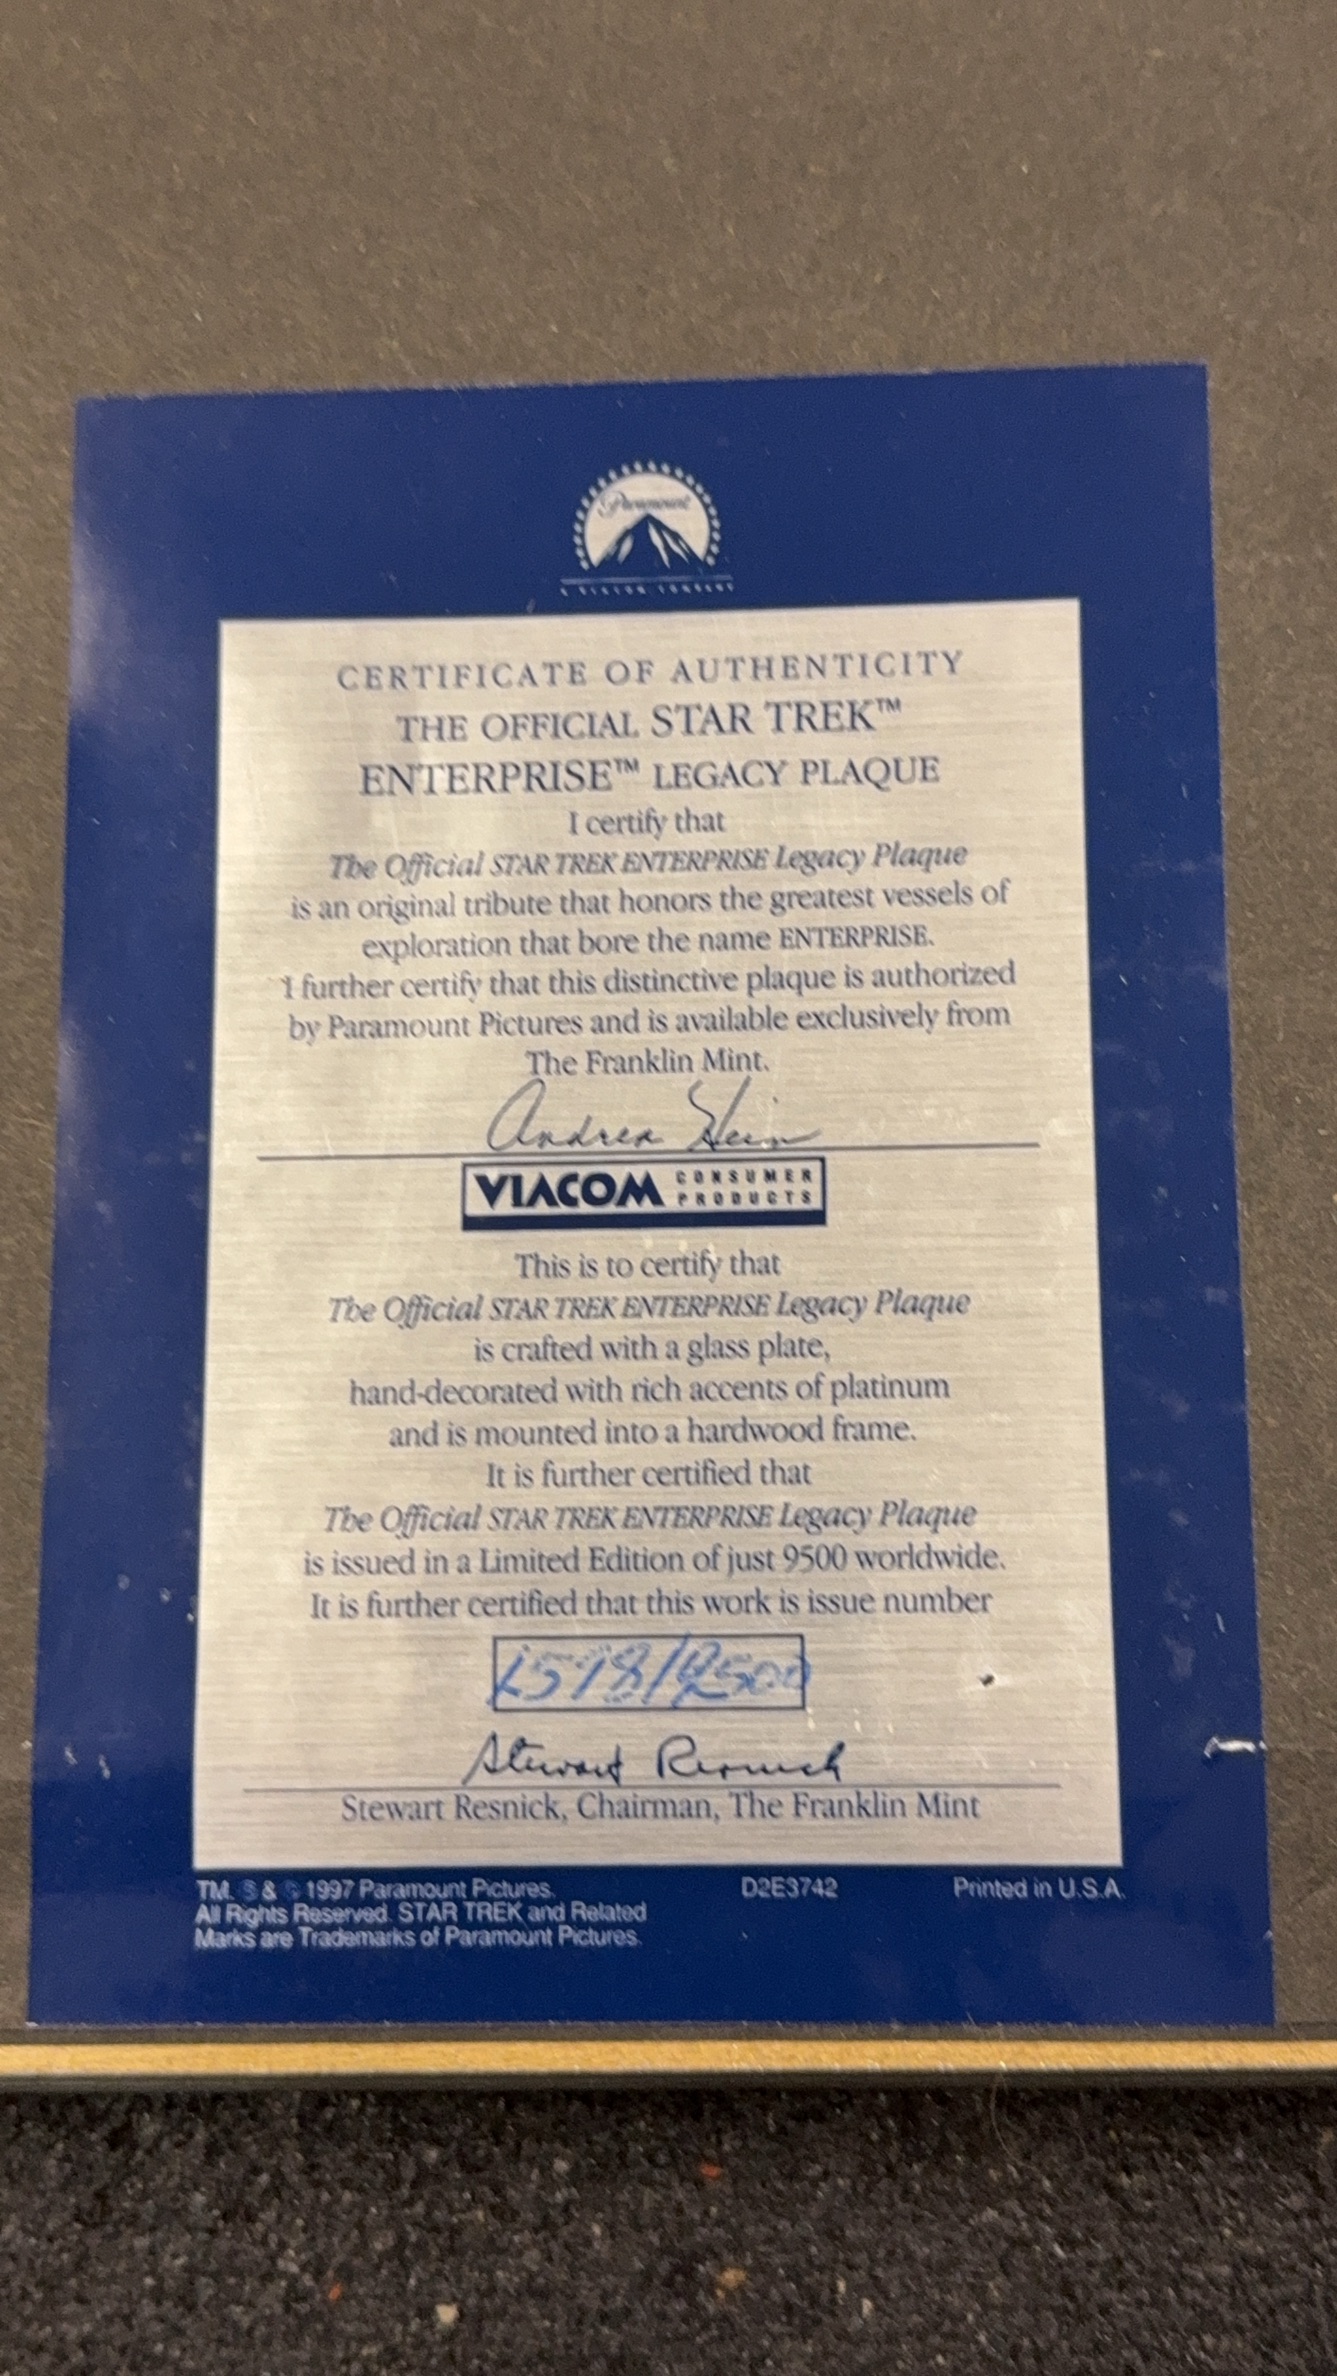 Paramount
A VIACOM COMPANY
CERTIFICATE OF AUTHENTICITY
THE OFFICIAL STAR TREK™
ENTERPRISE™ LEGACY PLAQUE
I certify that
The Official STAR TREK ENTERPRISE Legacy Plaque
is an original tribute that honors the greatest vessels of
exploration that bore the name ENTERPRISE.
I further certify that this distinctive plaque is authorized
by Paramount Pictures and is available exclusively from
The Franklin Mint.
Andrea Hein
VIACOM CONSUMER PRODUCTS
This is to certify that
The Official STAR TREK ENTERPRISE Legacy Plaque
is crafted with a glass plate,
hand-decorated with rich accents of platinum
and is mounted into a hardwood frame.
It is further certified that
The Official STAR TREK ENTERPRISE Legacy Plaque
is issued in a Limited Edition of just 9500 worldwide.
It is further certified that this work is issue number
Stewart Resnick
Stewart Resnick, Chairman, The Franklin Mint
TM, ® & © 1997 Paramount Pictures.
All Rights Reserved. STAR TREK and Related
Marks are Trademarks of Paramount Pictures.
D2E3742
Printed in U.S.A.